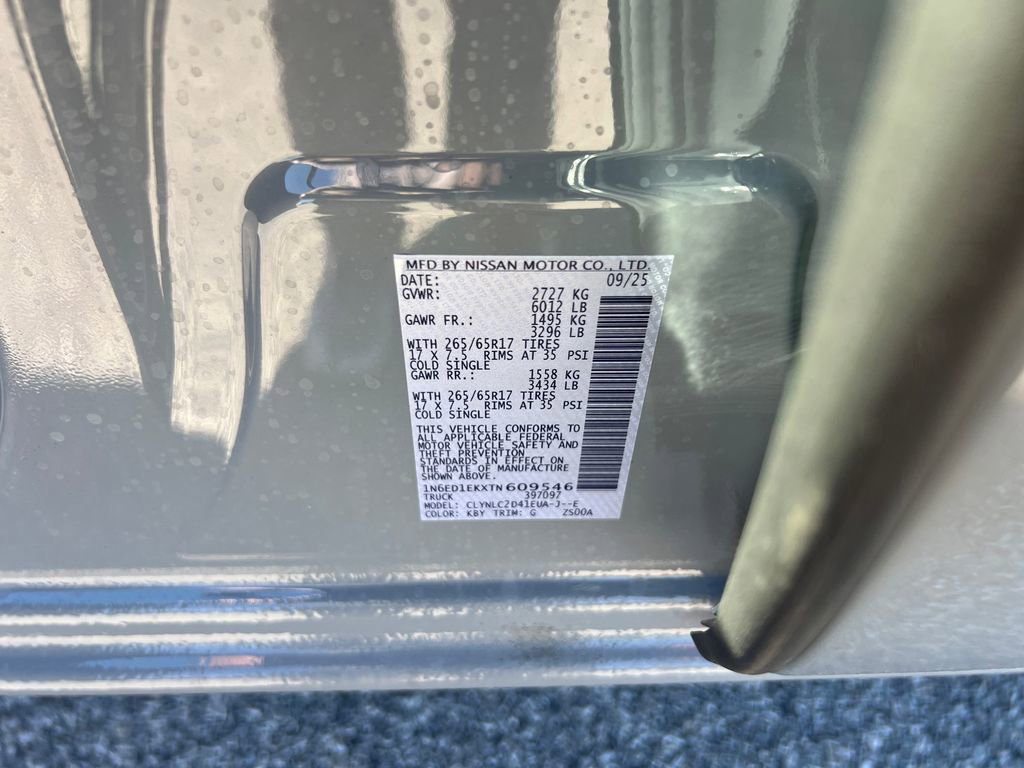 MFD BY NISSAN MOTOR CO., LTD.
DATE: 09/25
GVWR: 2727 KG
6012 LB
GAWR FR.: 1495 KG
3296 LB
WITH 265/65R17 TIRES
17 X 7.5 RIMS AT 35 PSI
COLD SINGLE
GAWR RR.: 1558 KG
3434 LB
WITH 265/65R17 TIRES
17 X 7.5 RIMS AT 35 PSI
COLD SINGLE
THIS VEHICLE CONFORMS TO
ALL APPLICABLE FEDERAL
MOTOR VEHICLE SAFETY AND
THEFT PREVENTION
STANDARDS IN EFFECT ON
THE DATE OF MANUFACTURE
SHOWN ABOVE.
1N6ED1EKXTN609546
TRUCK 397097
MODEL: CLYNLC2D41EUA-J--E
COLOR: KBY TRIM: G ZS00A